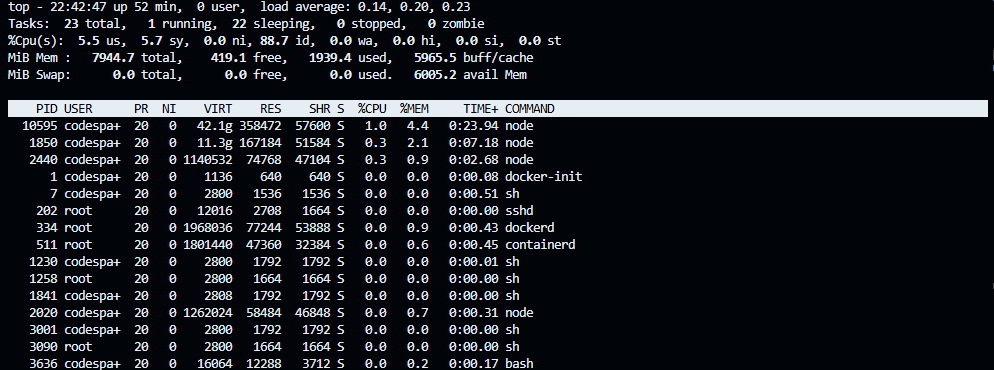 top - 22:42:47 up 52 min,  0 user,  load average: 0.14, 0.20, 0.23
Tasks:  23 total,   1 running,  22 sleeping,   0 stopped,   0 zombie
%Cpu(s):  5.5 us,  5.7 sy,  0.0 ni, 88.7 id,  0.0 wa,  0.0 hi,  0.0 si,  0.0 st
MiB Mem :   7944.7 total,    419.1 free,   1939.4 used,   5965.5 buff/cache
MiB Swap:      0.0 total,      0.0 free,      0.0 used.   6005.2 avail Mem
PID USER      PR  NI    VIRT    RES    SHR S  %CPU  %MEM     TIME+ COMMAND
10595 codespa+  20   0   42.1g 358472  57600 S   1.0   4.4   0:23.94 node
1850 codespa+  20   0   11.3g 167184  51584 S   0.3   2.1   0:07.18 node
2440 codespa+  20   0 1140532  74768  47104 S   0.3   0.9   0:02.68 node
1 codespa+  20   0    1136    640    640 S   0.0   0.0   0:00.08 docker-init
7 codespa+  20   0    2800   1536   1536 S   0.0   0.0   0:00.51 sh
202 root      20   0   12016   2708   1664 S   0.0   0.0   0:00.00 sshd
334 root      20   0 1968036  77244  53888 S   0.0   0.9   0:00.43 dockerd
511 root      20   0 1801440  47360  32384 S   0.0   0.6   0:00.45 containerd
1230 codespa+  20   0    2800   1792   1792 S   0.0   0.0   0:00.01 sh
1258 root      20   0    2800   1664   1664 S   0.0   0.0   0:00.00 sh
1841 codespa+  20   0    2808   1792   1792 S   0.0   0.0   0:00.00 sh
2020 codespa+  20   0 1262024  58484  46848 S   0.0   0.7   0:00.31 node
3001 codespa+  20   0    2800   1792   1792 S   0.0   0.0   0:00.00 sh
3090 root      20   0    2800   1664   1664 S   0.0   0.0   0:00.00 sh
3636 codespa+  20   0   16064  12288   3712 S   0.0   0.2   0:00.17 bash